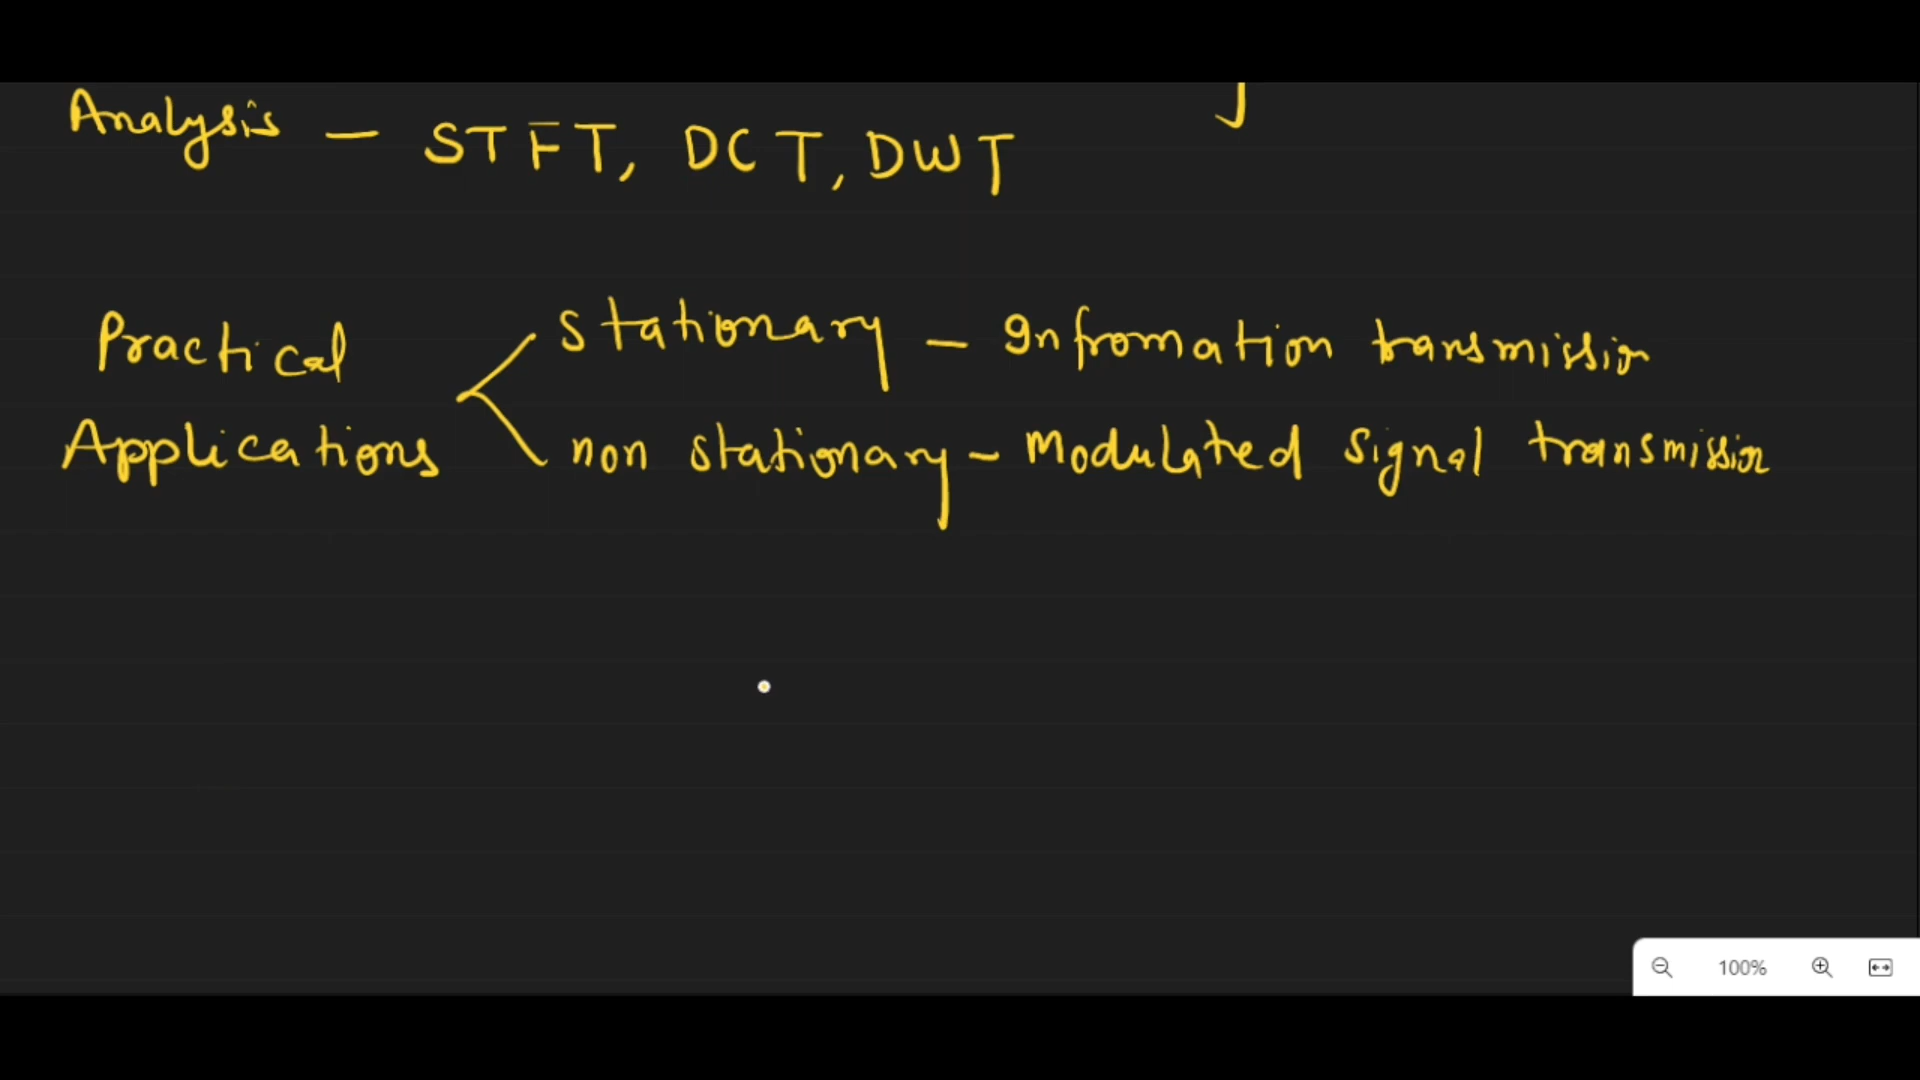 Analysis - STFT, DCT, DWT
Practical Applications
Stationary - Infromation transmission
non stationary - Modulated signal transmission
100%